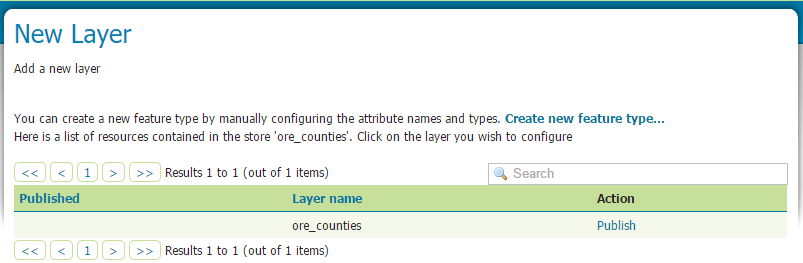 New Layer
Add a new layer
You can create a new feature type by manually configuring the attribute names and types. Create new feature type...
Here is a list of resources contained in the store 'ore_counties'. Click on the layer you wish to configure
<< < 1 > >> Results 1 to 1 (out of 1 items) Search
Published Layer name Action
ore_counties Publish
<< < 1 > >> Results 1 to 1 (out of 1 items)